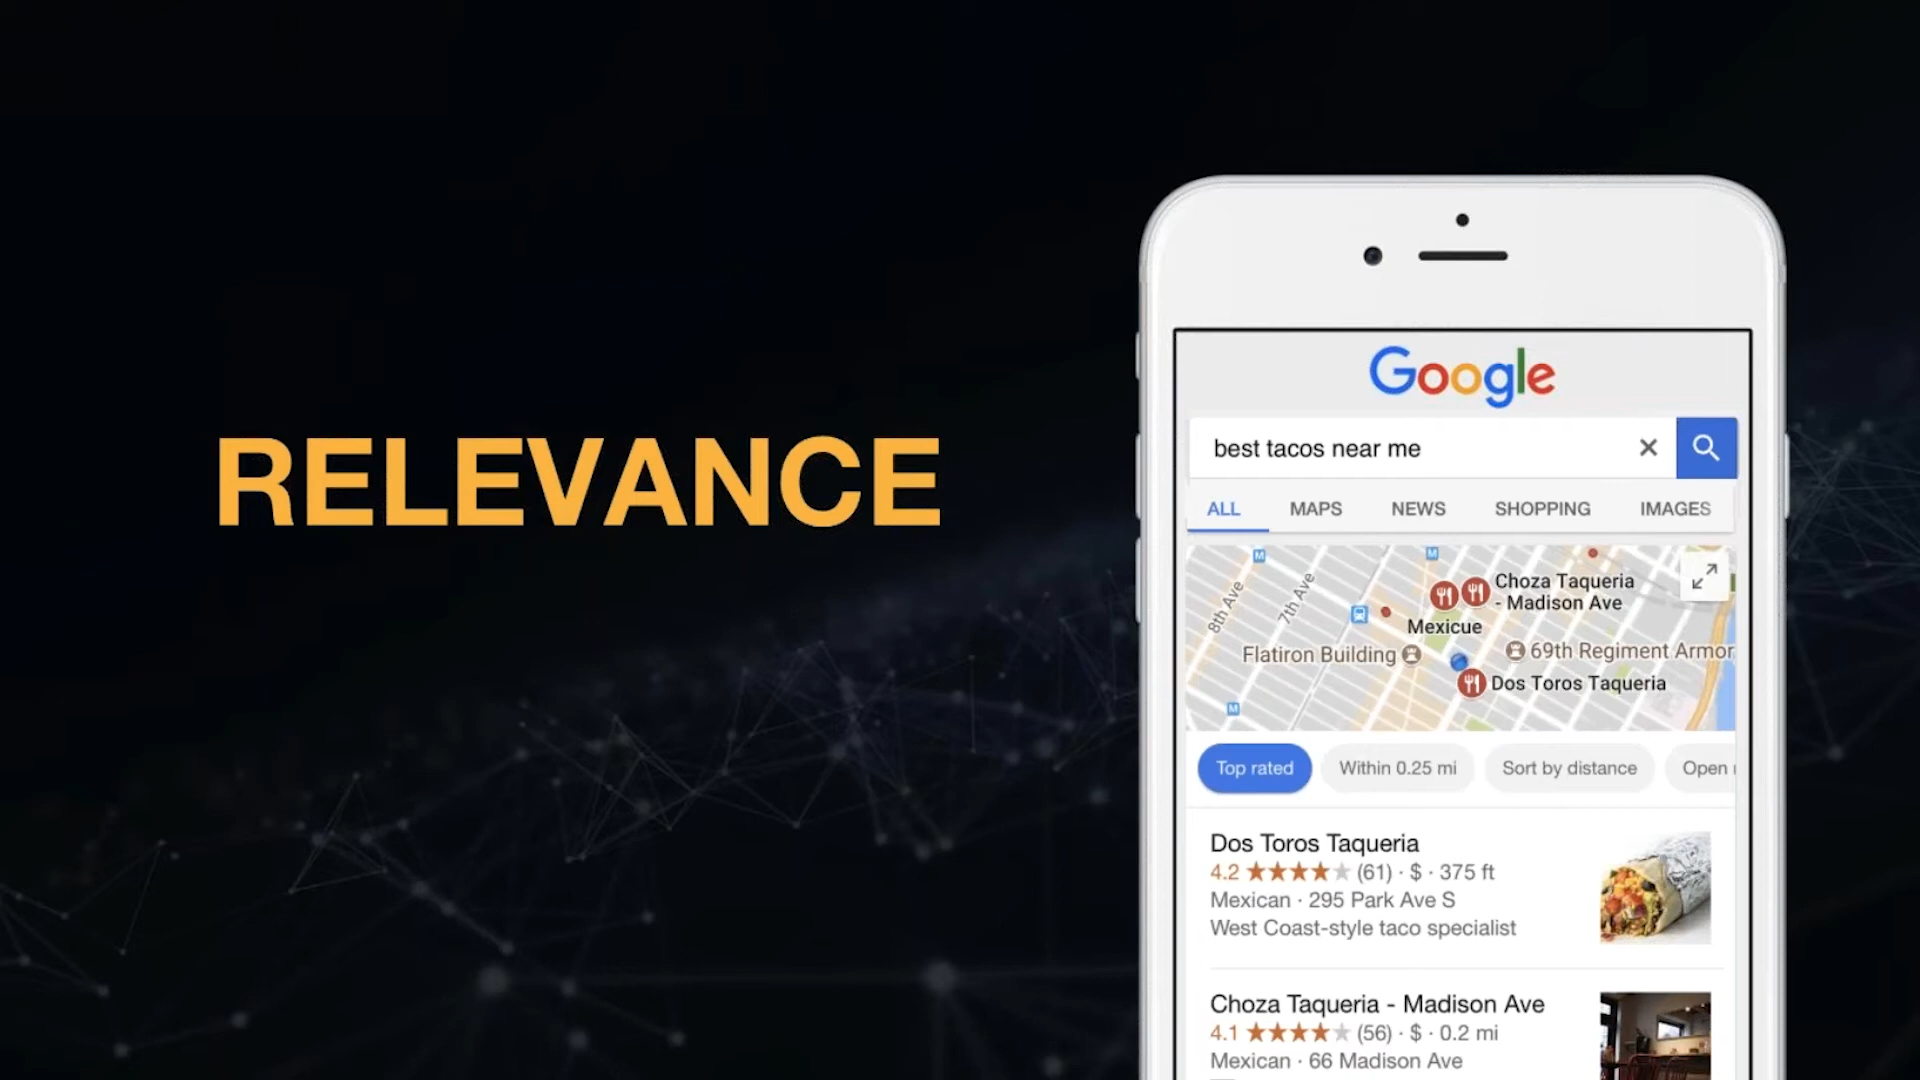 RELEVANCE
Google
best tacos near me
ALL MAPS NEWS SHOPPING IMAGES
8th Ave
7th Ave
Choza Taqueria
- Madison Ave
Mexicue
Flatiron Building
69th Regiment Armor
Dos Toros Taqueria
M
M
M
Top rated Within 0.25 mi Sort by distance Open
Dos Toros Taqueria
4.2 ★★★★★ (61) · $ · 375 ft
Mexican · 295 Park Ave S
West Coast-style taco specialist
Choza Taqueria - Madison Ave
4.1 ★★★★★ (56) · $ · 0.2 mi
Mexican · 66 Madison Ave